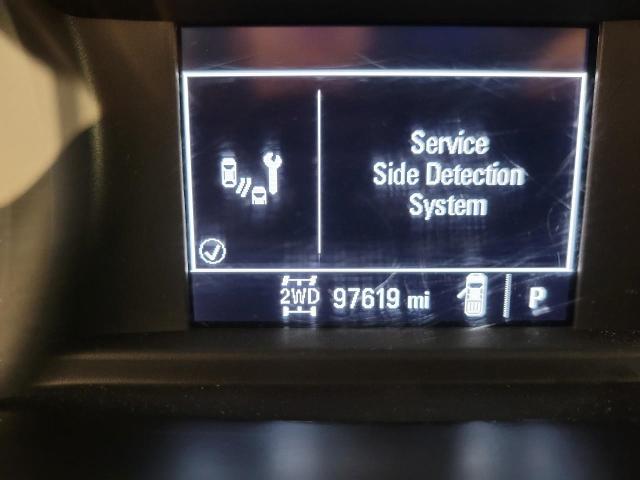 Service
Side Detection
System
2WD 97619 mi P